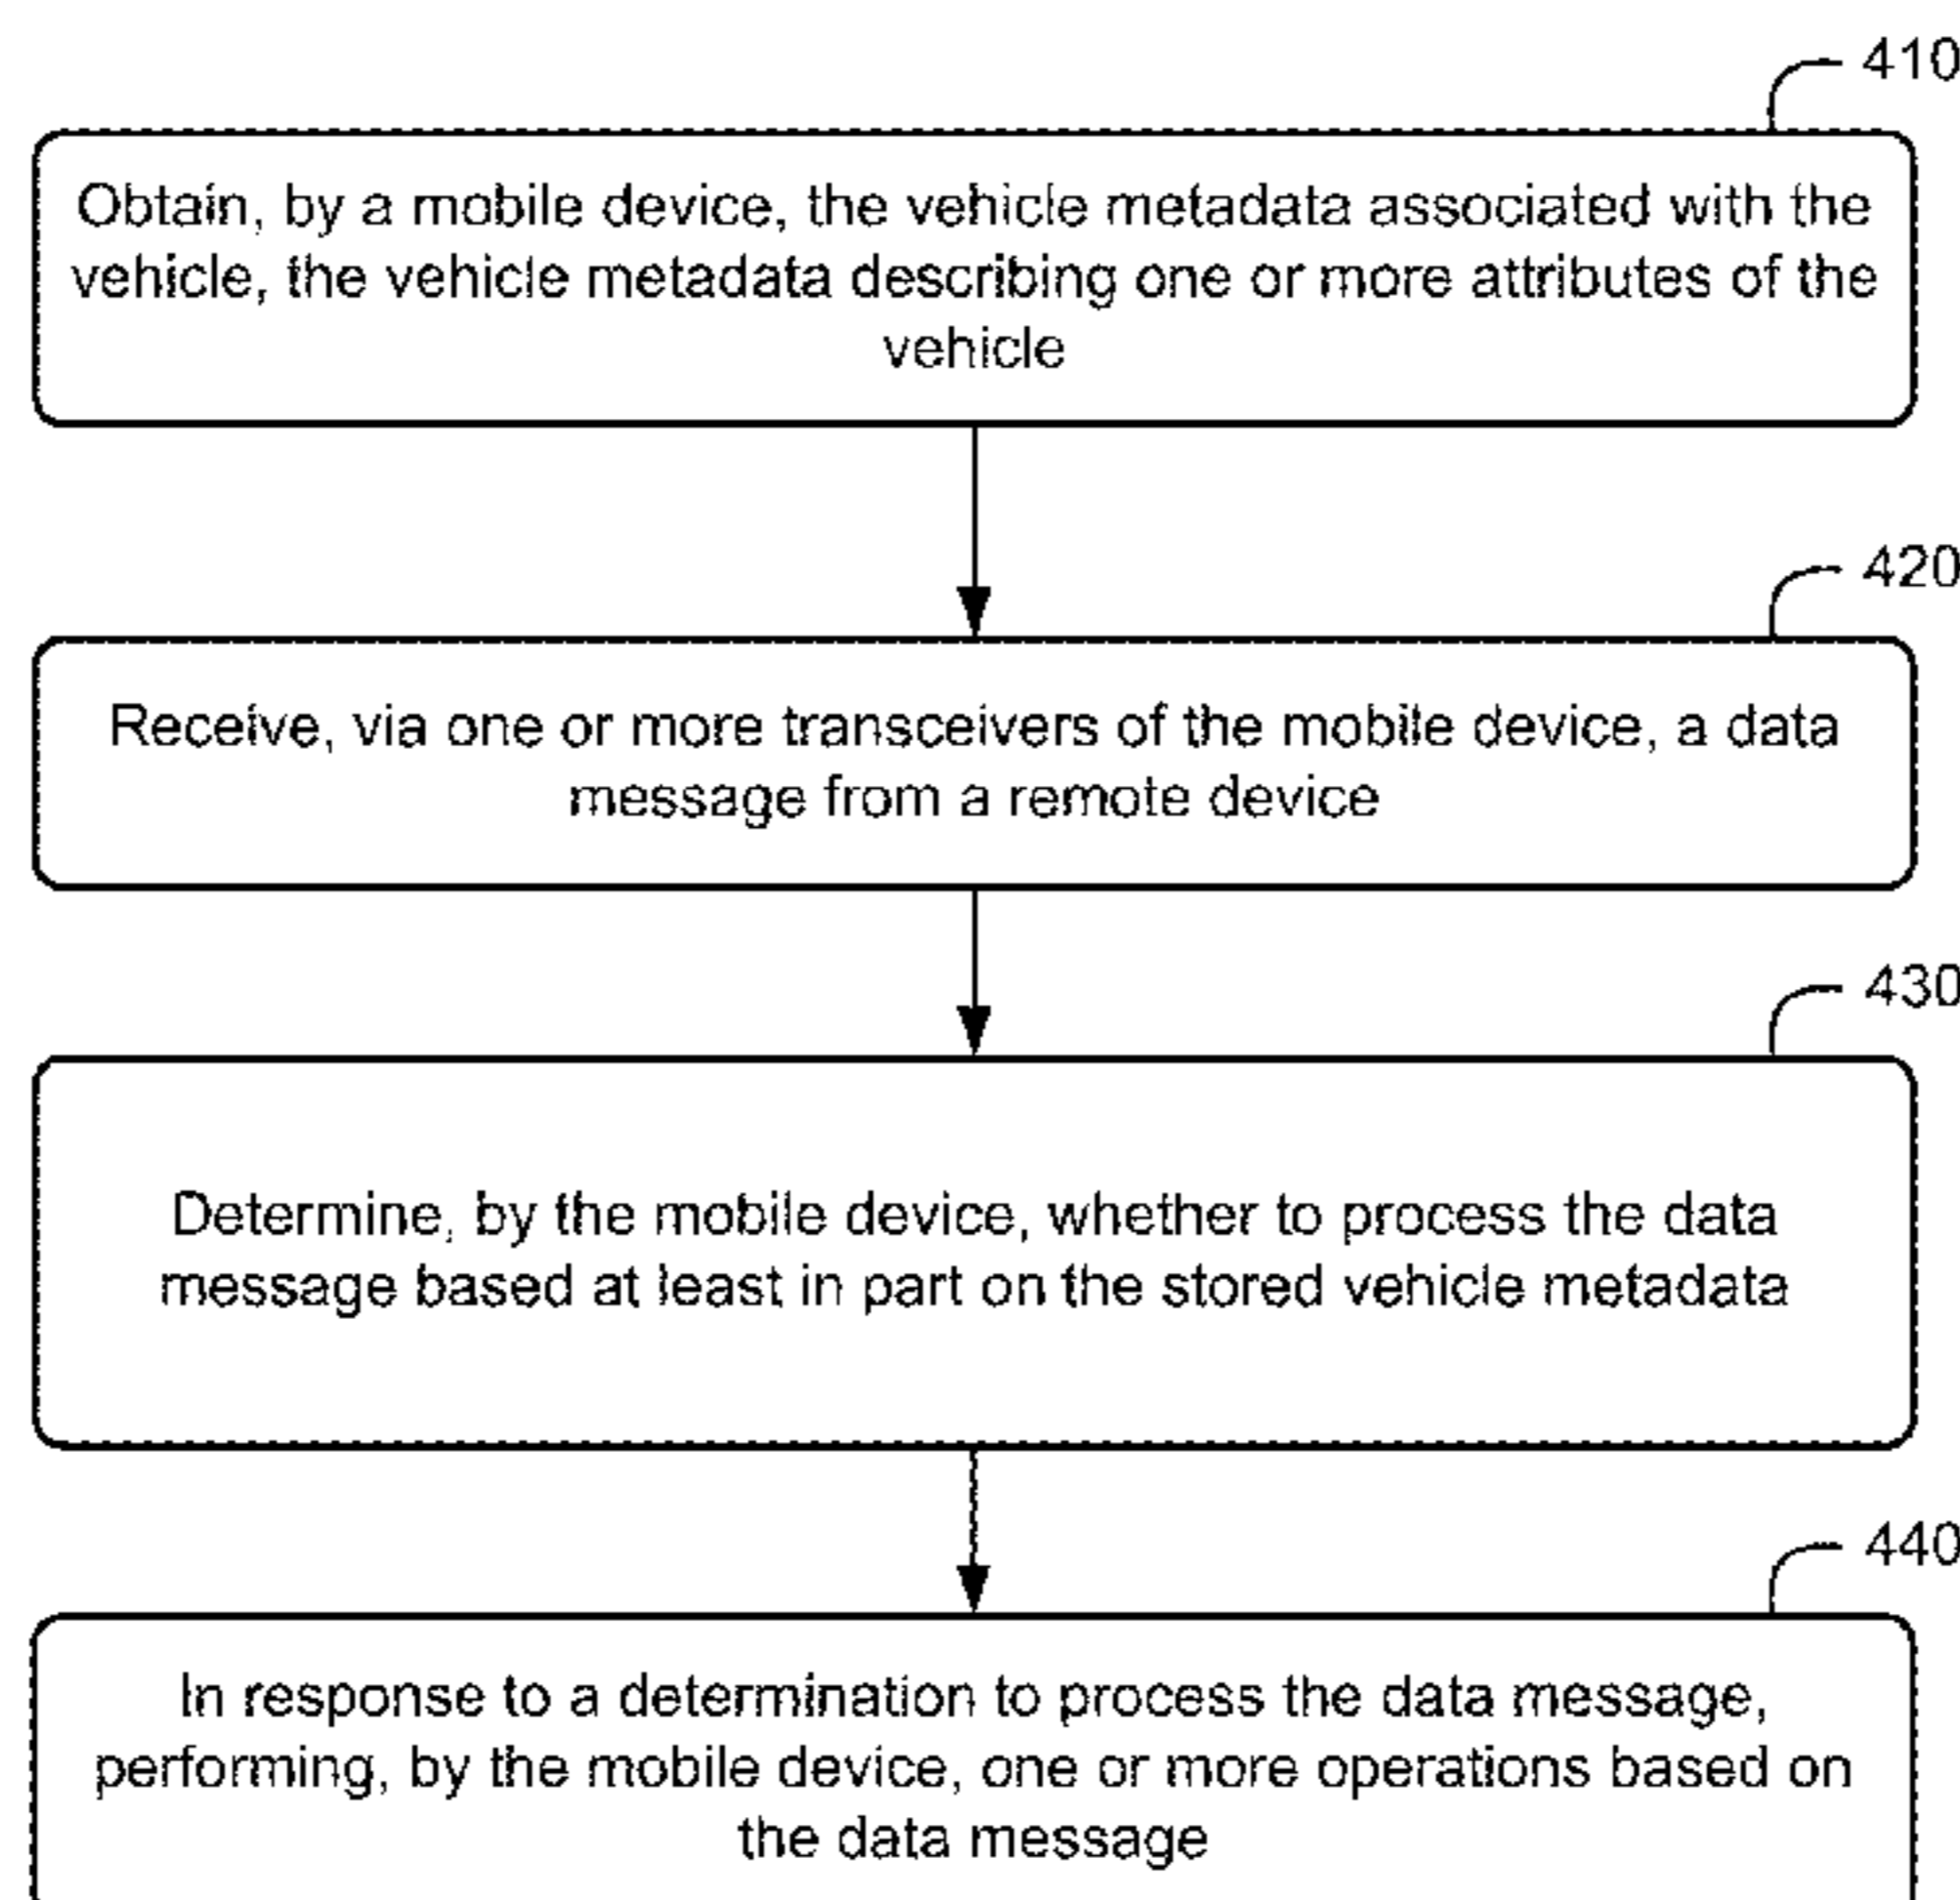 410
Obtain, by a mobile device, the vehicle metadata associated with the
vehicle, the vehicle metadata describing one or more attributes of the
vehicle
420
Receive, via one or more transceivers of the mobile device, a data
message from a remote device
430
Determine, by the mobile device, whether to process the data
message based at least in part on the stored vehicle metadata
440
In response to a determination to process the data message,
performing, by the mobile device, one or more operations based on
the data message